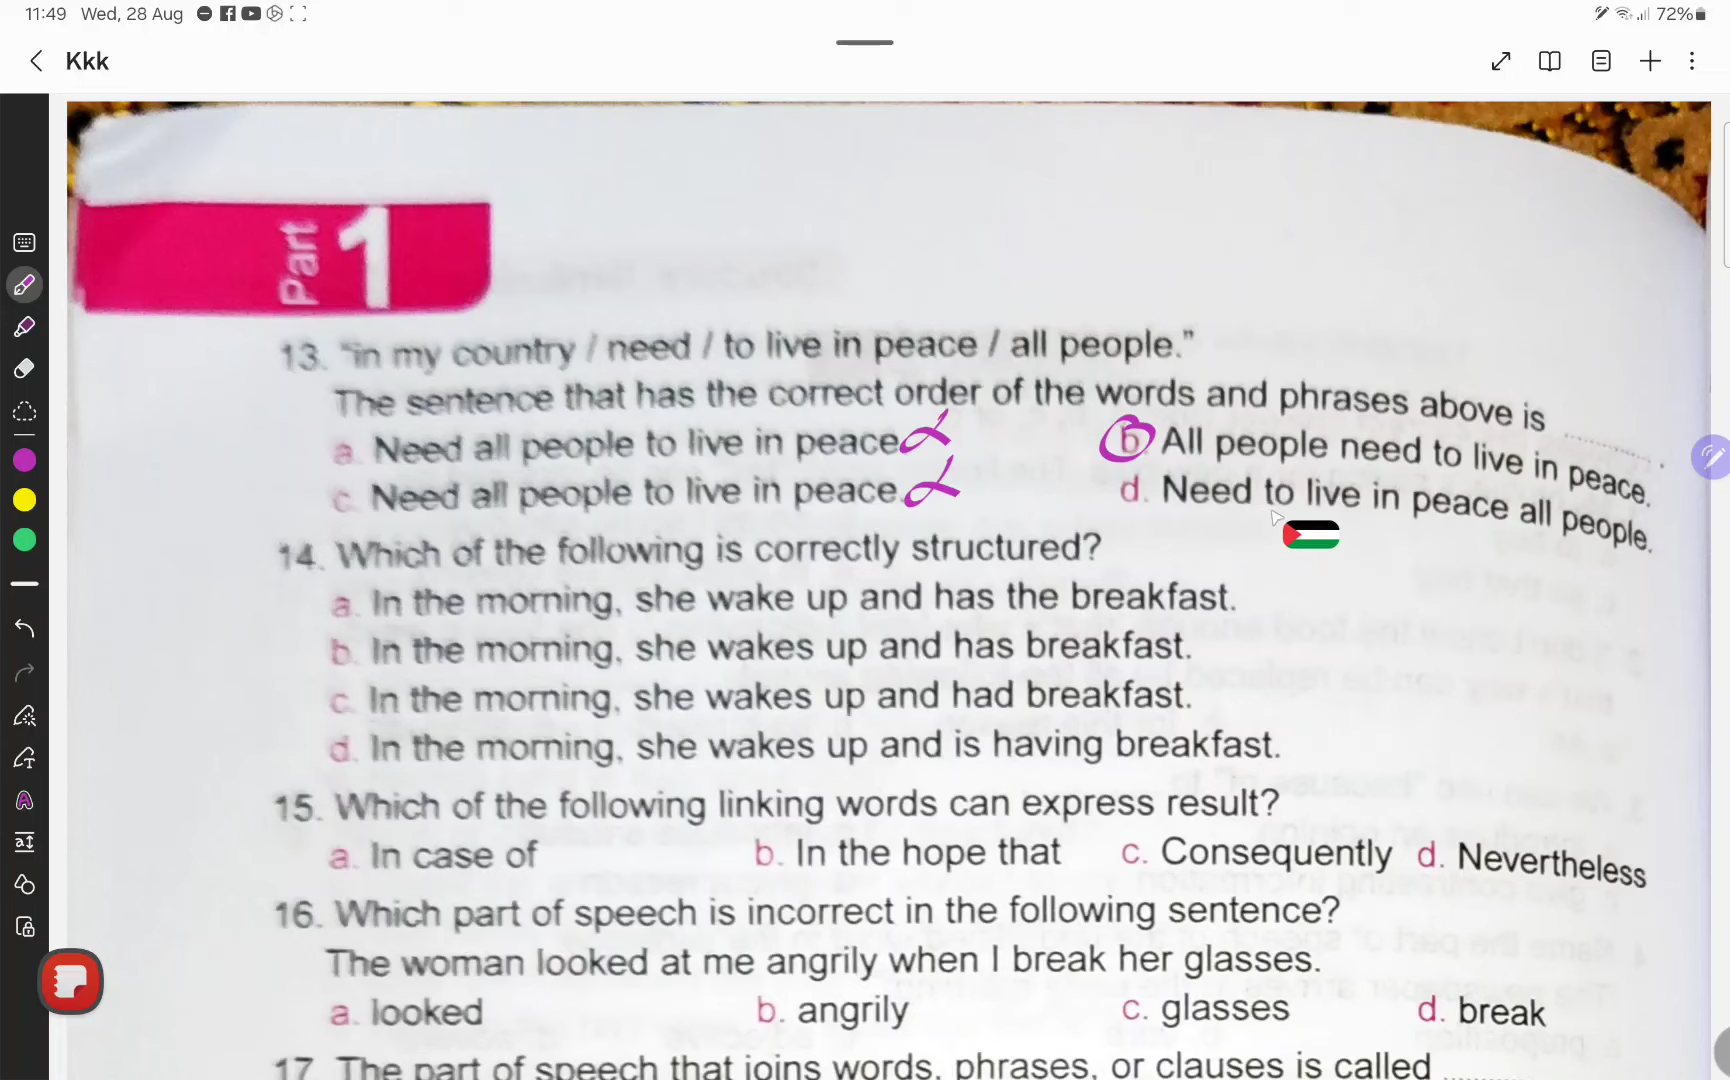 11:49 Wed, 28 Aug 72%
Kkk
Part 1
13. "in my country / need / to live in peace / all people."
The sentence that has the correct order of the words and phrases above is ..........
a. Need all people to live in peace. b. All people need to live in peace.
c. Need all people to live in peace. d. Need to live in peace all people.
14. Which of the following is correctly structured?
a. In the morning, she wake up and has the breakfast.
b. In the morning, she wakes up and has breakfast.
c. In the morning, she wakes up and had breakfast.
d. In the morning, she wakes up and is having breakfast.
15. Which of the following linking words can express result?
a. In case of b. In the hope that c. Consequently d. Nevertheless
16. Which part of speech is incorrect in the following sentence?
The woman looked at me angrily when I break her glasses.
a. looked b. angrily c. glasses d. break
17. The part of speech that joins words, phrases, or clauses is called ..........